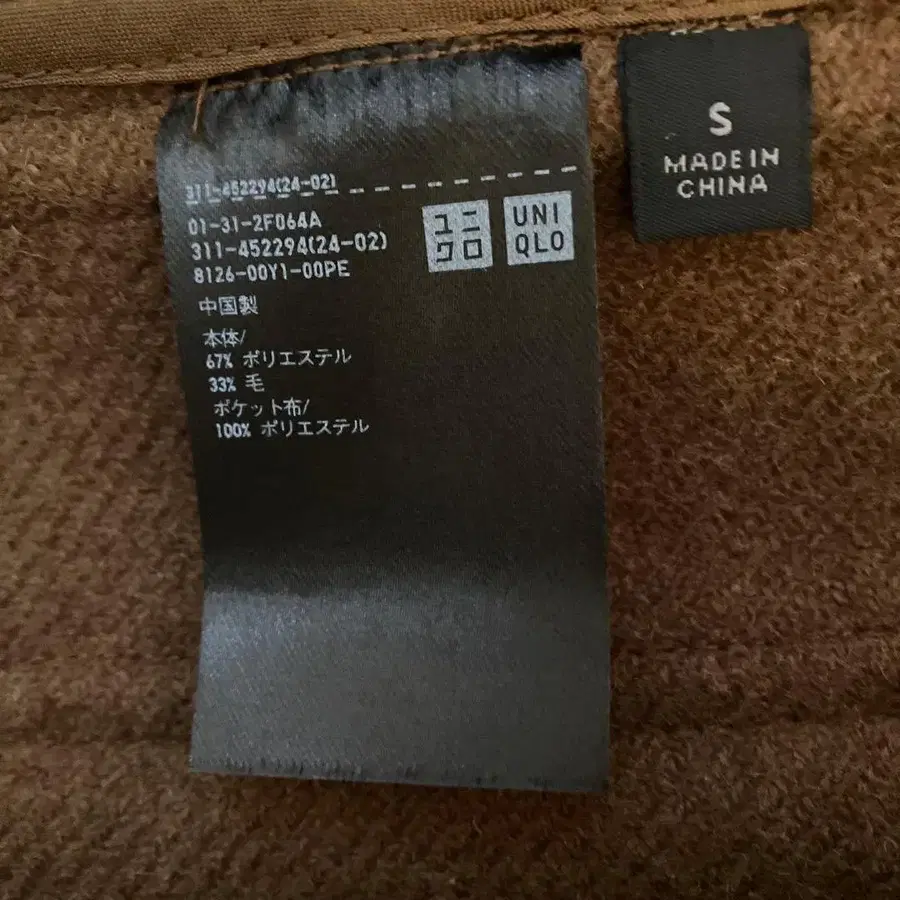 311-452294(24-02)
01-31-2F064A
311-452294(24-02)
8126-00Y1-00PE
中国製
本体/
67% ポリエステル
33% 毛
ポケット布/
100% ポリエステル
ユニ
クロ
UNI
QLO
S
MADE IN
CHINA